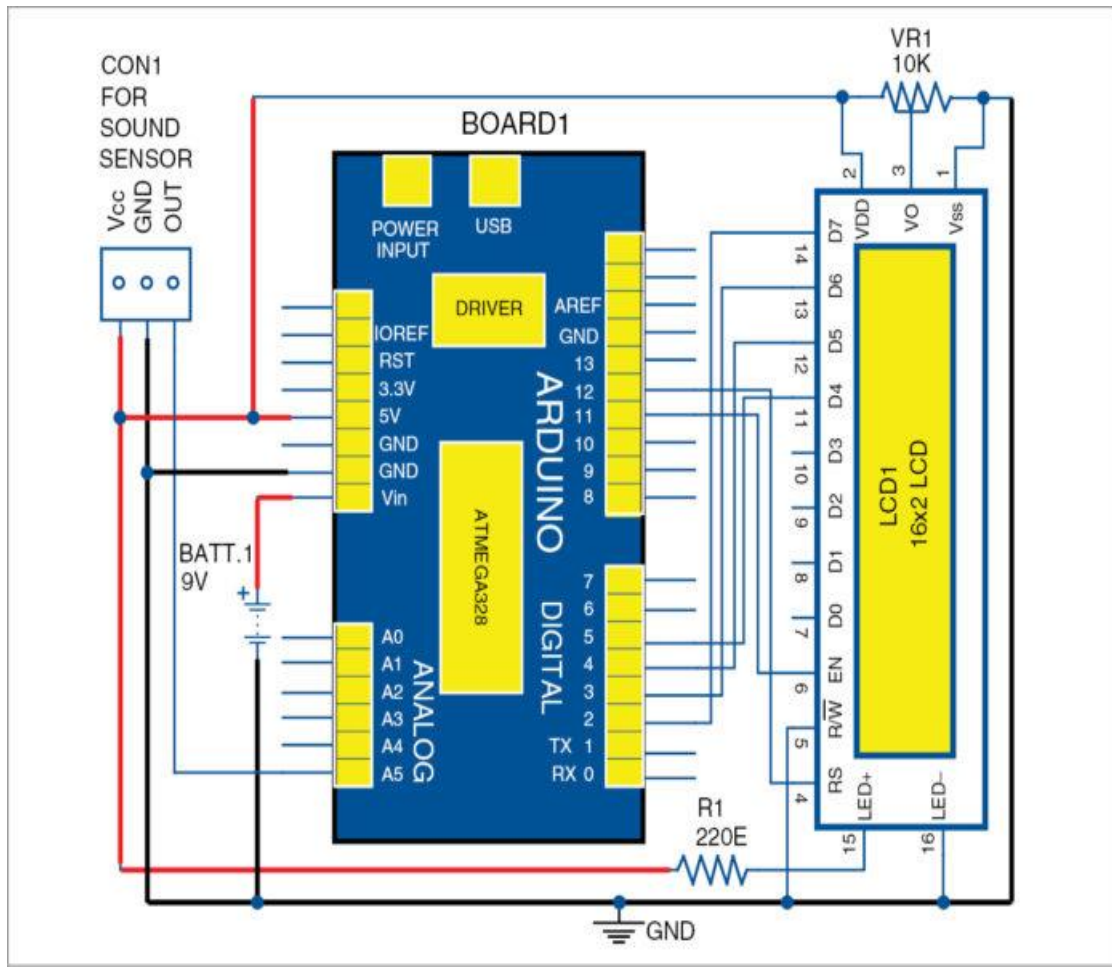 CON1
FOR
SOUND
SENSOR
Vcc
GND
OUT
VR1
10K
BOARD1
POWER
INPUT
USB
DRIVER
IOREF
RST
3.3V
5V
GND
GND
Vin
AREF
GND
13
12
11
10
9
8
ARDUINO
ATMEGA328
BATT.1
9V
+
A0
A1
A2
A3
A4
A5
ANALOG
DIGITAL
7
6
5
4
3
2
TX 1
RX 0
2
3
1
VDD
VO
Vss
D7
14
D6
13
D5
12
D4
11
D3
10
D2
9
D1
8
D0
7
EN
6
R/W̅
5
RS
4
LED+
LED–
15
16
LCD1
16x2 LCD
R1
220E
GND